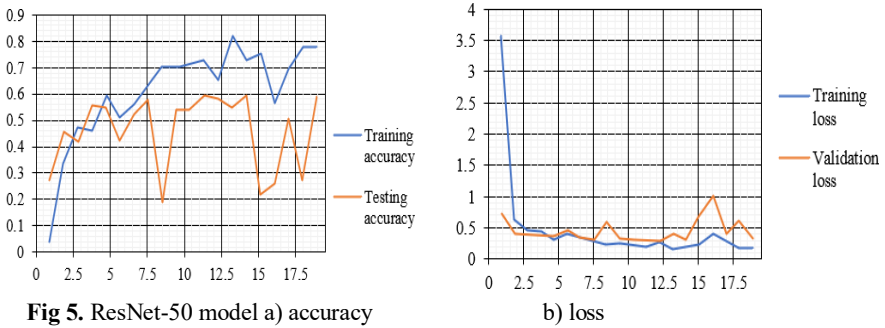 0.9
0.8
0.7
0.6
0.5
0.4
0.3
0.2
0.1
0
0 2.5 5 7.5 10 12.5 15 17.5
Training
accuracy
Testing
accuracy
4
3.5
3
2.5
2
1.5
1
0.5
0
0 2.5 5 7.5 10 12.5 15 17.5
Training
loss
Validation
loss
Fig 5. ResNet-50 model a) accuracy b) loss